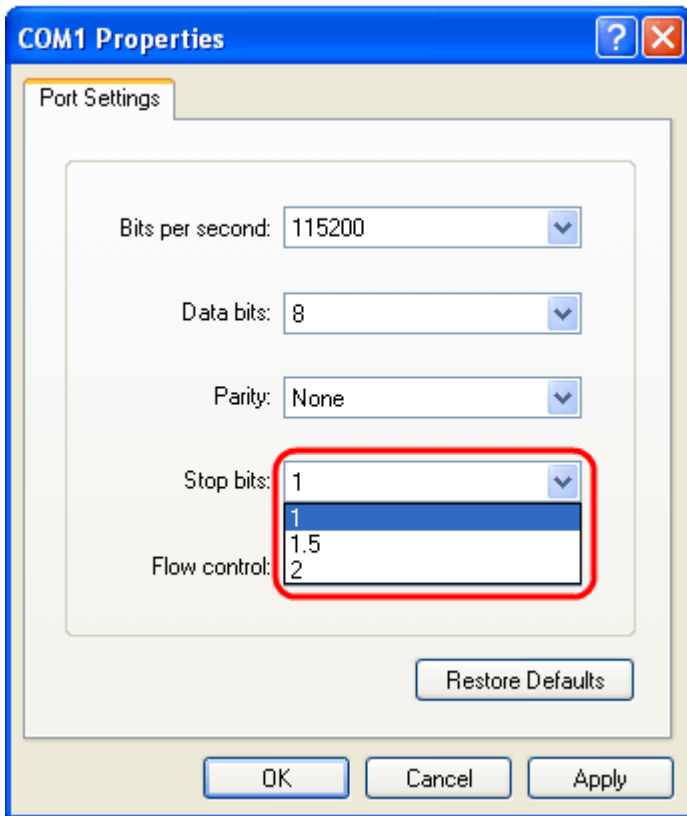 COM1 Properties
Port Settings
Bits per second: 115200
Data bits: 8
Parity: None
Stop bits: 1
1
1.5
Flow control: 2
Restore Defaults
OK Cancel Apply